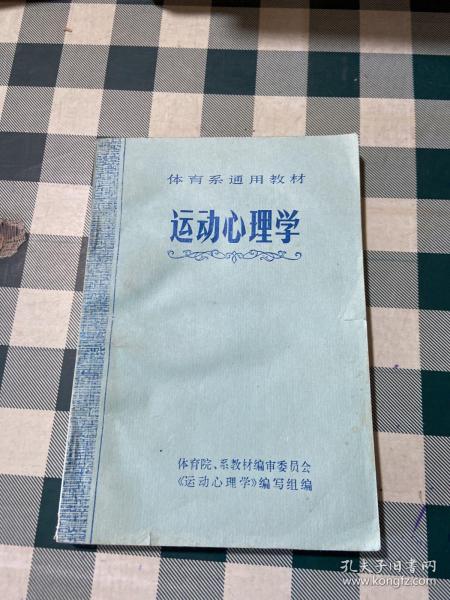 体育系通用教材
运动心理学
体育院、系教材编审委员会
《运动心理学》编写组编
孔夫子旧书网
www.kongfz.com